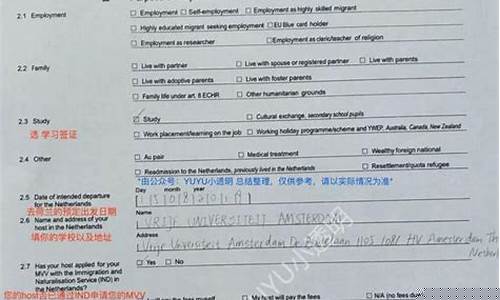 2.1 Employment
☐ Employment ☐ Self-employment ☐ Employment as highly skilled migrant
☐ Highly educated migrant seeking employment ☐ EU Blue card holder
☐ Employment as researcher ☐ Employment as cleric/teacher of religion
2.2 Family
☐ Live with partner ☐ Live with spouse or registered partner ☐ Live with parents
☐ Live with adoptive parents ☐ Live with foster parents
☐ Family life under art. 8 ECHR ☐ Other humanitarian grounds
2.3 Study
选 学习签证
☑ Study ☐ Cultural exchange, secondary school pupils
☐ Work placement/learning on the job ☐ Working holiday programme/scheme and YWEP, Australia, Canada, New Zealand
2.4 Other
☐ Au pair ☐ Medical treatment ☐ Wealthy foreign national
☐ Readmission to the Netherlands, previously lived in the Netherlands ☐ Resettlement/quota refugee
*由公众号：YUYU小透明 总结整理，仅供参考，请以实际情况为准*
2.5 Date of intended departure
for the Netherlands
去荷兰的预定出发日期
Day month year
2.6 Name and address of your
host in the Netherlands
填你的学校以及地址
Name
VRIJE UNIVERSITEIT AMSTERDAM
Address
Vrije Universiteit Amsterdam De Boelelaan 1105 1081 HV Amsterdam The
Netherl
2.7 Has your host applied for your
MVV with the Immigration and
Naturalisation Service (IND) in
the Netherlands?
您的host去已通过IND申请您的MVV
My host will pay the fees ☐ N/A (no fees due)
YUYU小透明